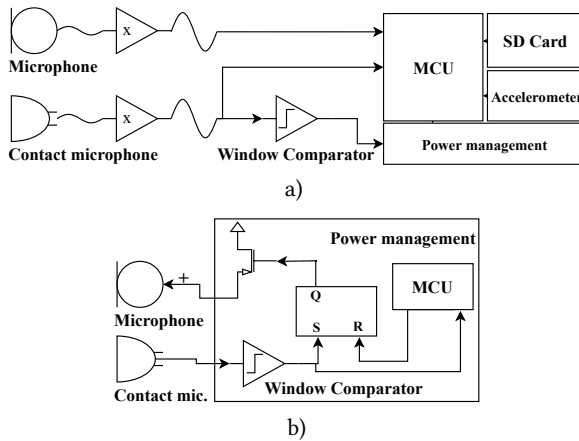 x
Microphone
MCU
SD Card
Accelerometer
x
Contact microphone
Window Comparator
Power management
a)
Power management
+
Microphone
Q
S R
MCU
Contact mic.
Window Comparator
b)